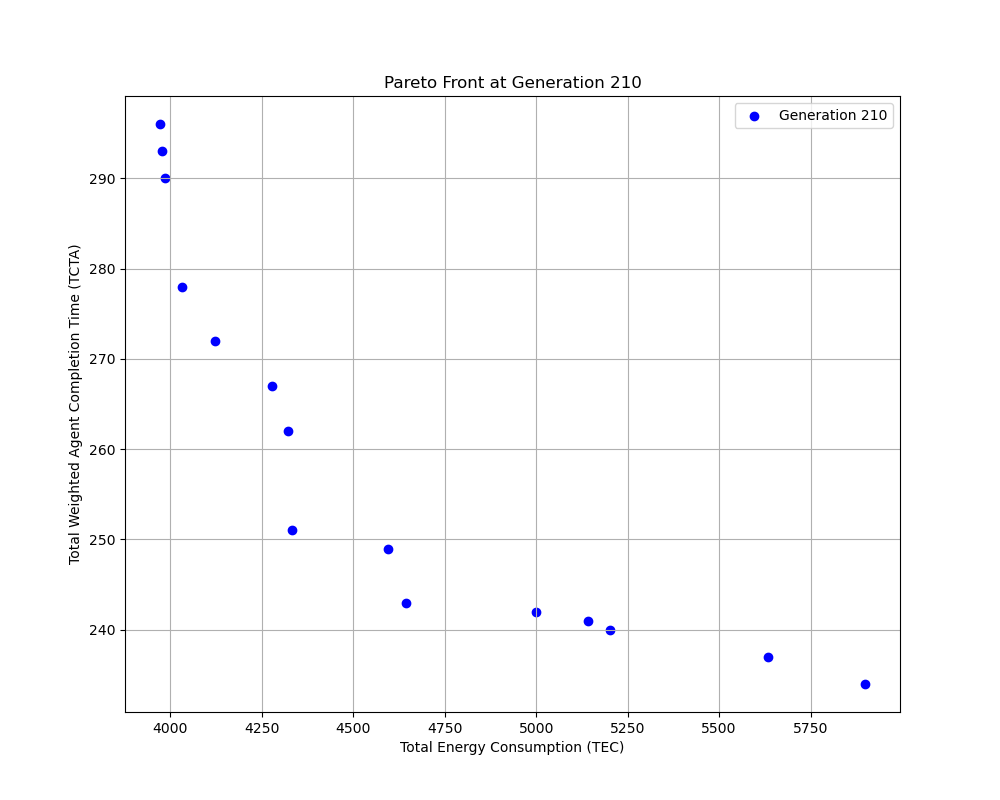 Pareto Front at Generation 210
Generation 210
Total Weighted Agent Completion Time (TCTA)
290
280
270
260
250
240
4000 4250 4500 4750 5000 5250 5500 5750
Total Energy Consumption (TEC)